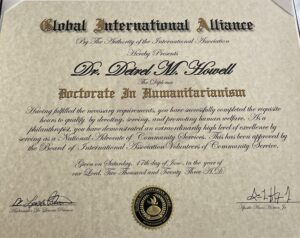 Global International Alliance
By The Authority of the International Association
Hereby Presents
Dr. Detrel M. Howell
The Diploma
Doctorate In Humanitarianism
Having fulfilled the necessary requirements, you have successfully completed the requisite
hours to qualify, by devoting, serving, and promoting human welfare. As a
philanthropist, you have demonstrated an extraordinarily high level of excellence by
serving as a National Advocate of Community Services. This has been approved by the
Board of International Association Volunteers of Community Service.
Given on Saturday, 17th day of June, in the year of
our Lord, Two Thousand and Twenty Three A.D.
Ambassador Dr.